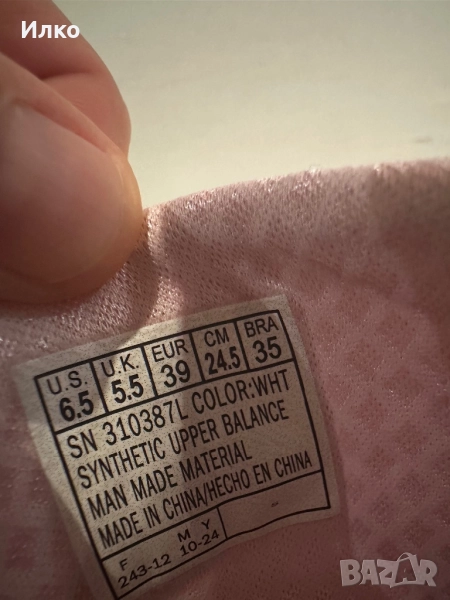 Илко
U.S. U.K. EUR CM BRA
6.5 5.5 39 24.5 35
SN 310387L COLOR:WHT
SYNTHETIC UPPER BALANCE
MAN MADE MATERIAL
MADE IN CHINA/HECHO EN CHINA
F M Y
243-12 10-24 -
BAZAR